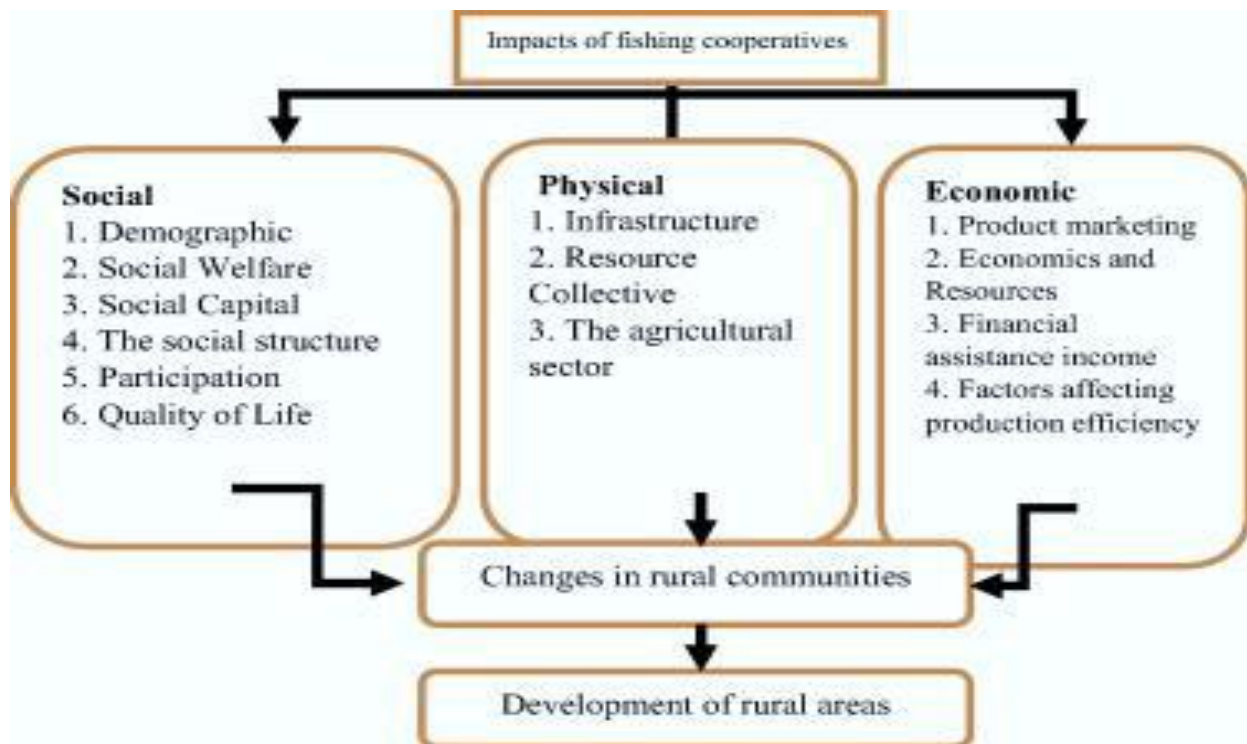 Impacts of fishing cooperatives
Social
1. Demographic
2. Social Welfare
3. Social Capital
4. The social structure
5. Participation
6. Quality of Life
Physical
1. Infrastructure
2. Resource
Collective
3. The agricultural
sector
Economic
1. Product marketing
2. Economics and
Resources
3. Financial
assistance income
4. Factors affecting
production efficiency
Changes in rural communities
Development of rural areas